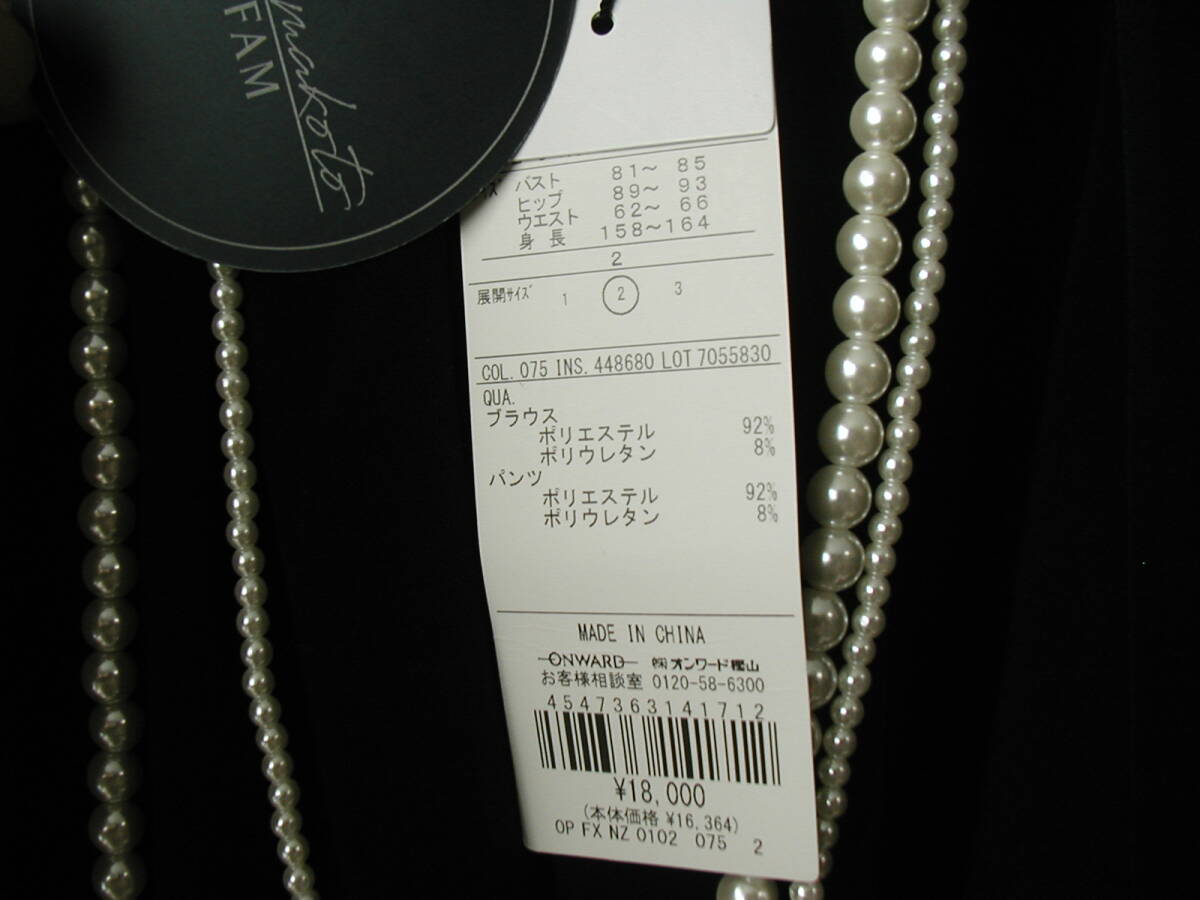 makoto
FAM
バスト 81～ 85
ヒップ 89～ 93
ウエスト 62～ 66
身長 158～164
2
展開サイズ 1 2 3
COL. 075 INS. 448680 LOT 7055830
QUA.
ブラウス
ポリエステル 92%
ポリウレタン 8%
パンツ
ポリエステル 92%
ポリウレタン 8%
MADE IN CHINA
ONWARD ㈱オンワード樫山
お客様相談室 0120-58-6300
4547363141712
¥18,000
(本体価格 ¥16,364)
OP FX NZ 0102 075 2